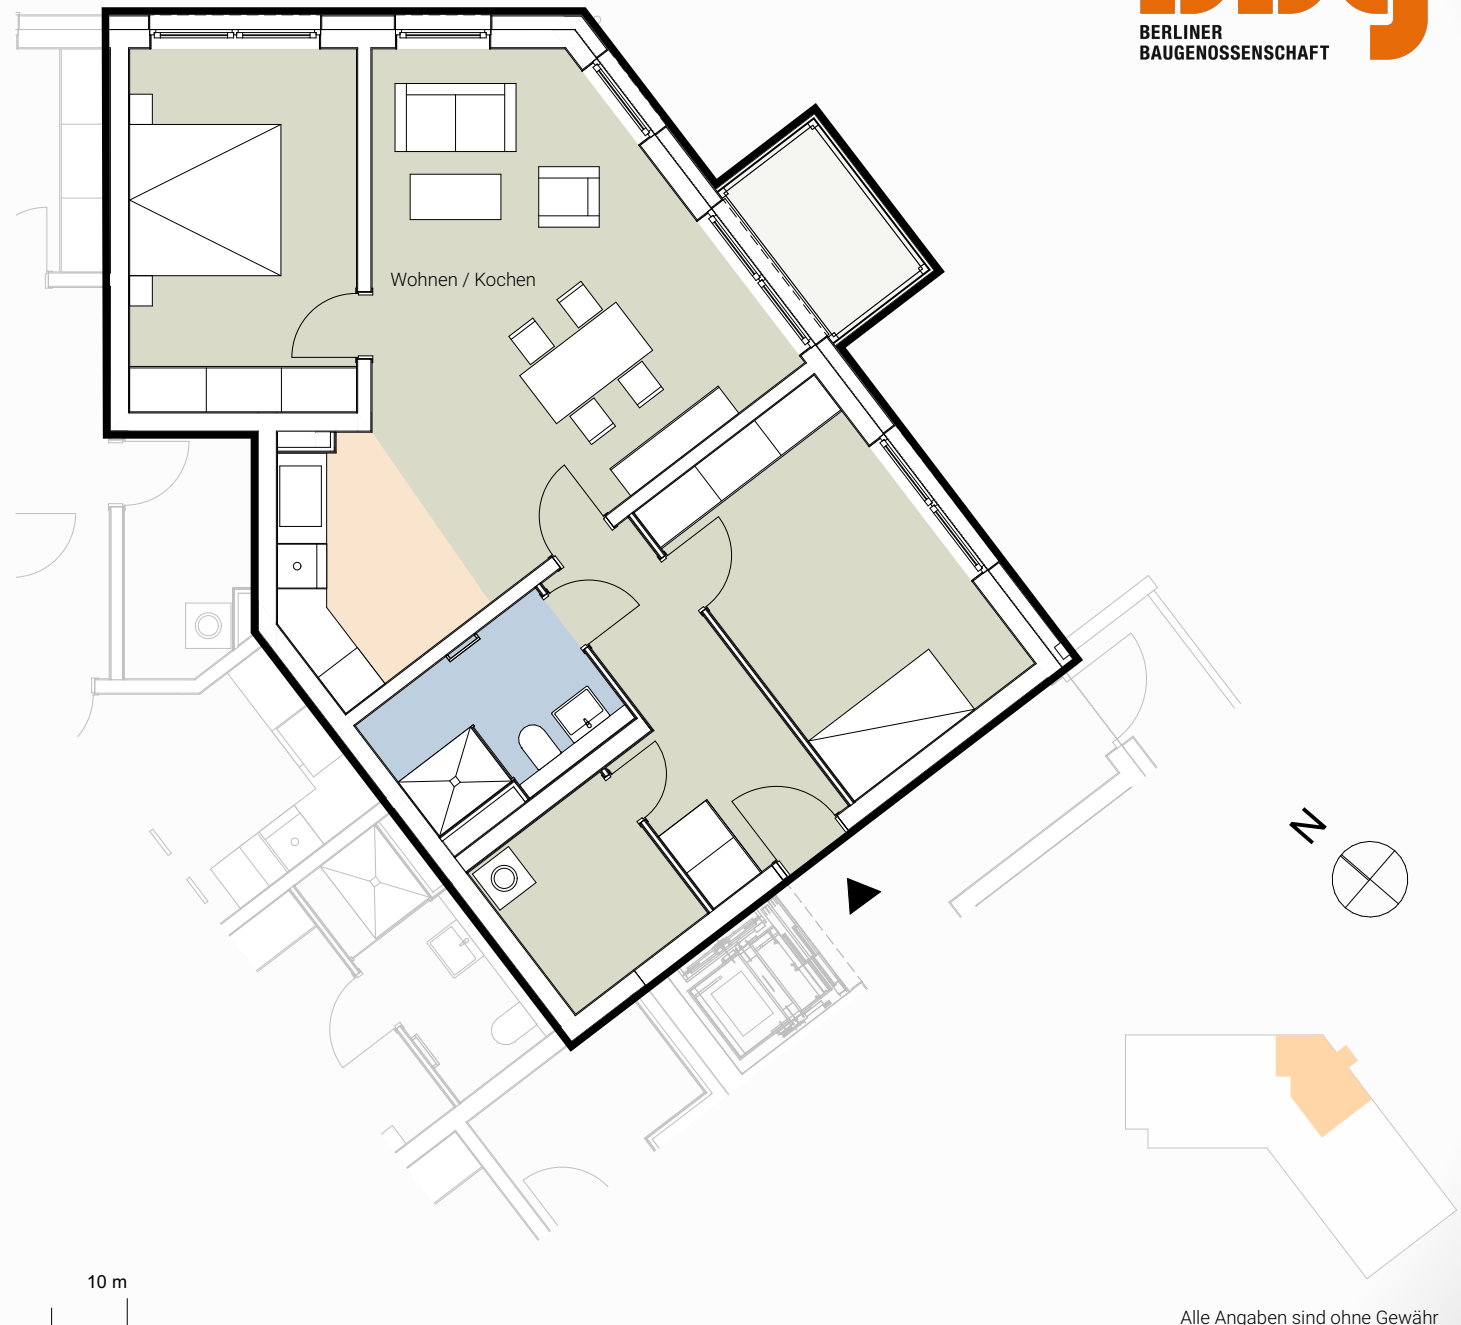 BERLINER
BAUGENOSSENSCHAFT
Wohnen / Kochen
N
10 m
Alle Angaben sind ohne Gewähr